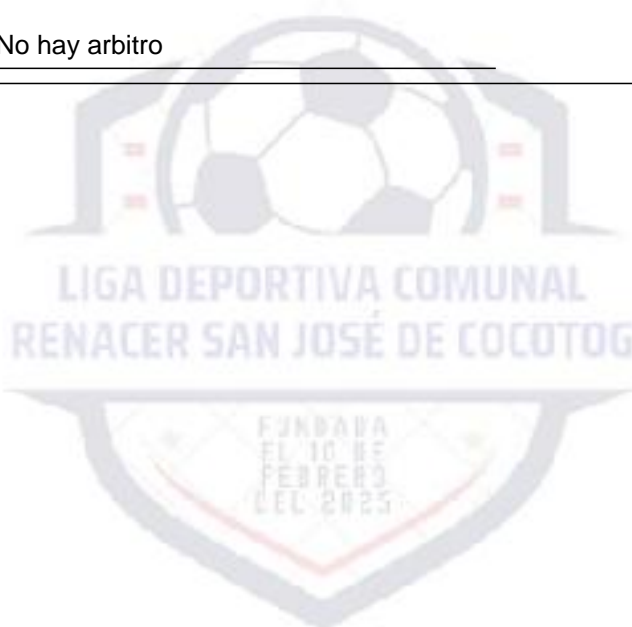 No hay arbitro
LIGA DEPORTIVA COMUNAL
RENACER SAN JOSÉ DE COCOTOG
FUNDADA
EL 10 DE
FEBRERO
DEL 2025